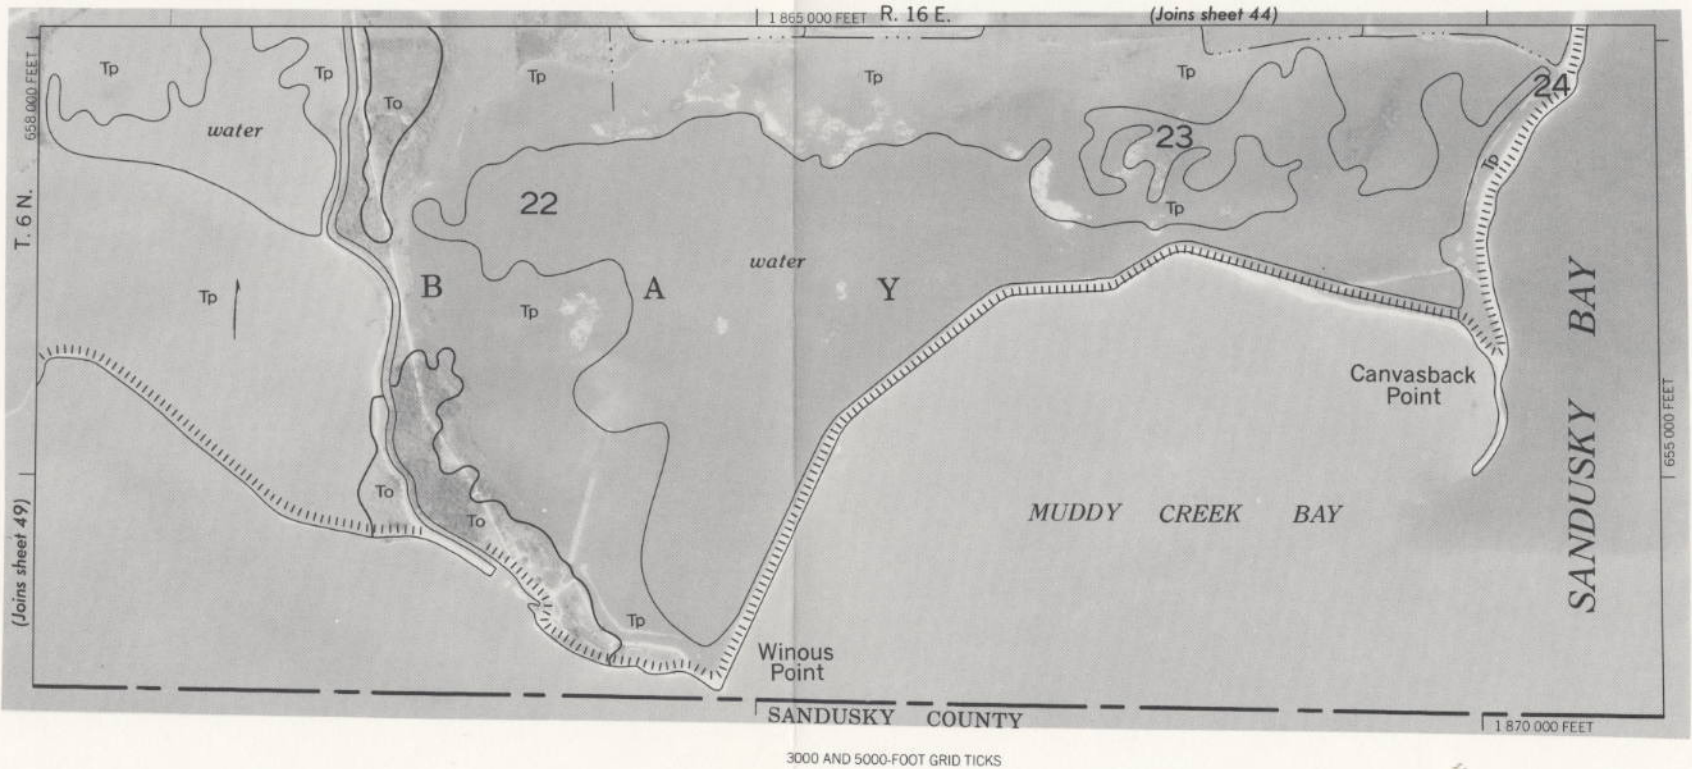 1 865 000 FEET R. 16 E. (Joins sheet 44)
658 000 FEET
T. 6 N.
(Joins sheet 49)
Tp
Tp
To
Tp
Tp
Tp
24
water
23
Tp
22
Tp
water
Tp
B A Y
Tp
To
To
Tp
Canvasback
Point
MUDDY CREEK BAY
SANDUSKY BAY
655 000 FEET
Winous
Point
SANDUSKY COUNTY
1 870 000 FEET
3000 AND 5000-FOOT GRID TICKS